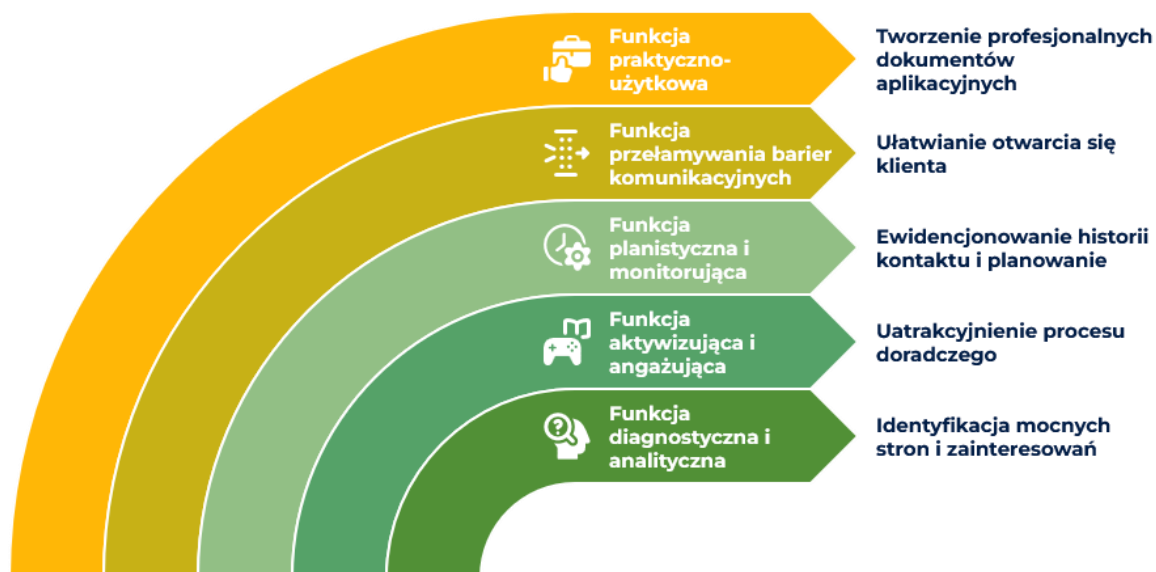 Funkcja
praktyczno-
użytkowa
Tworzenie profesjonalnych
dokumentów
aplikacyjnych
Funkcja
przełamywania barier
komunikacyjnych
Ułatwianie otwarcia się
klienta
Funkcja
planistyczna i
monitorująca
Ewidencjonowanie historii
kontaktu i planowanie
Funkcja
aktywizująca i
angażująca
Uatrakcyjnienie procesu
doradczego
Funkcja
diagnostyczna i
analityczna
Identyfikacja mocnych
stron i zainteresowań